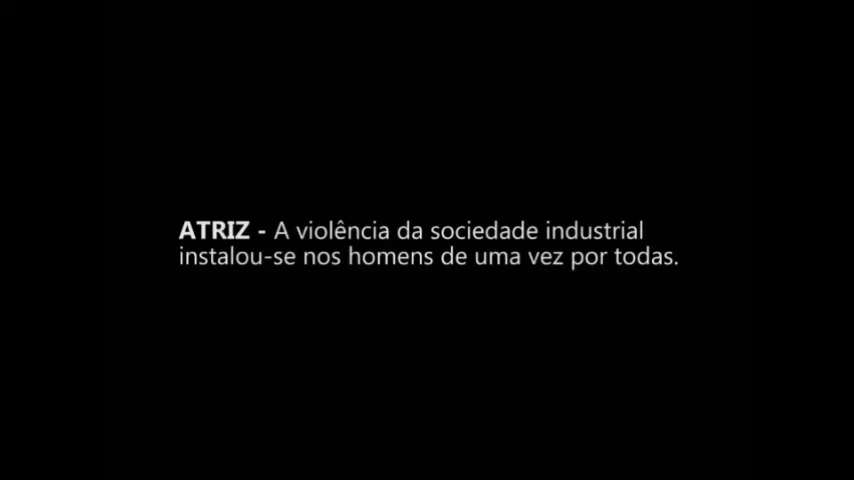 ATRIZ - A violência da sociedade industrial
instalou-se nos homens de uma vez por todas.